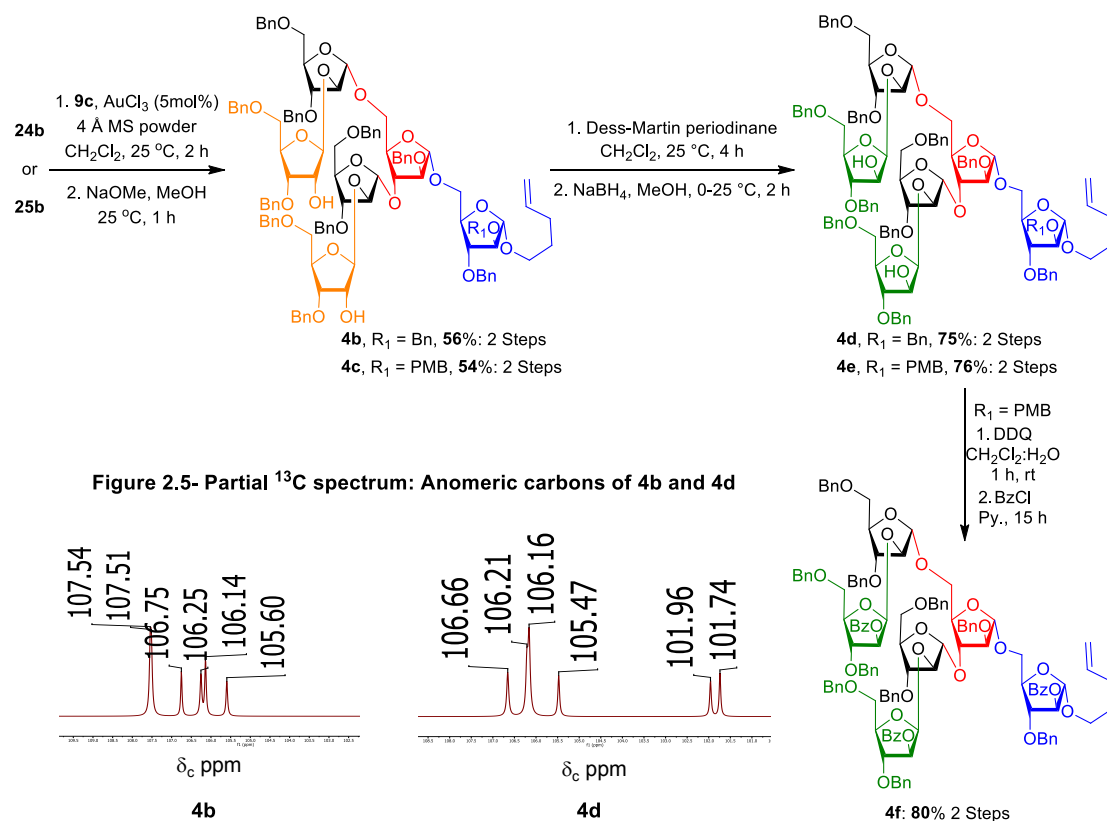 24b
or
25b
1. 9c, AuCl3 (5mol%)
4 Å MS powder
CH2Cl2, 25 °C, 2 h
2. NaOMe, MeOH
25 °C, 1 h
BnO
O
O
O
BnO
BnO
O
BnO
O
O
BnO
OH
BnO
BnO
O
O
BnO
O
BnO
O
O
O
R1
O
O
OBn
O
BnO
OH
4b, R1 = Bn, 56%: 2 Steps
4c, R1 = PMB, 54%: 2 Steps
1. Dess-Martin periodinane
CH2Cl2, 25 °C, 4 h
2. NaBH4, MeOH, 0-25 °C, 2 h
BnO
O
O
O
BnO
BnO
O
HO
BnO
O
O
BnO
OBn
BnO
BnO
O
O
O
R1
O
O
OBn
O
HO
OBn
4d, R1 = Bn, 75%: 2 Steps
4e, R1 = PMB, 76%: 2 Steps
R1 = PMB
1. DDQ
CH2Cl2:H2O
1 h, rt
2. BzCl
Py., 15 h
Figure 2.5- Partial 13C spectrum: Anomeric carbons of 4b and 4d
107.54
107.51
106.75
106.25
106.14
105.60
δc ppm
4b
106.66
106.21
106.16
105.47
101.96
101.74
δc ppm
4d
BnO
O
O
O
BnO
BnO
O
BzO
BnO
O
O
BnO
OBn
BnO
BnO
O
O
O
BzO
O
OBn
O
BzO
OBn
4f: 80% 2 Steps